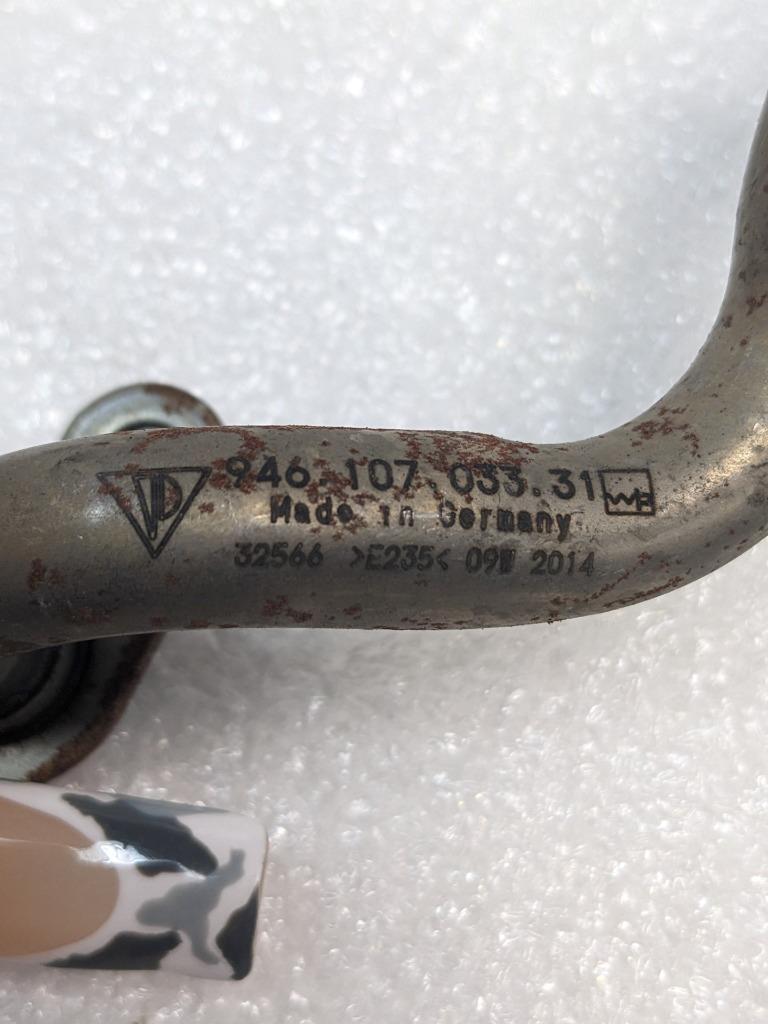 946.107.033.31
Made in Germany
32566 >E235< 09W 2014